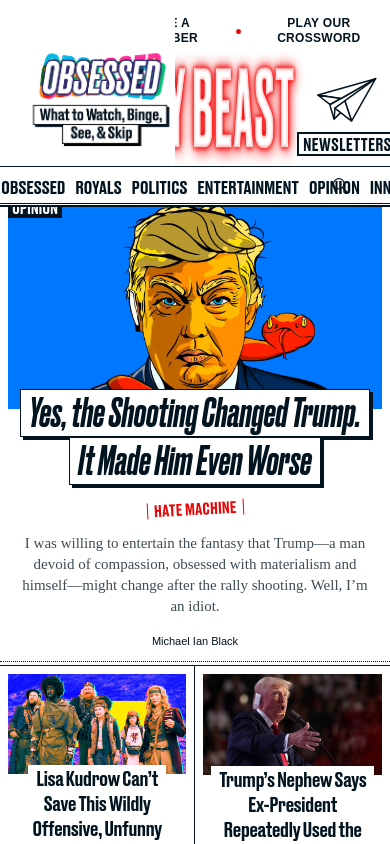 E A
BER
PLAY OUR
CROSSWORD
OBSESSED
What to Watch, Binge,
See, & Skip
Y BEAST
NEWSLETTERS
OBSESSED ROYALS POLITICS ENTERTAINMENT OPINION INN
OPINION
Yes, the Shooting Changed Trump.
It Made Him Even Worse
HATE MACHINE
I was willing to entertain the fantasy that Trump—a man
devoid of compassion, obsessed with materialism and
himself—might change after the rally shooting. Well, I’m
an idiot.
Michael Ian Black
Lisa Kudrow Can’t
Save This Wildly
Offensive, Unfunny
Trump’s Nephew Says
Ex-President
Repeatedly Used the